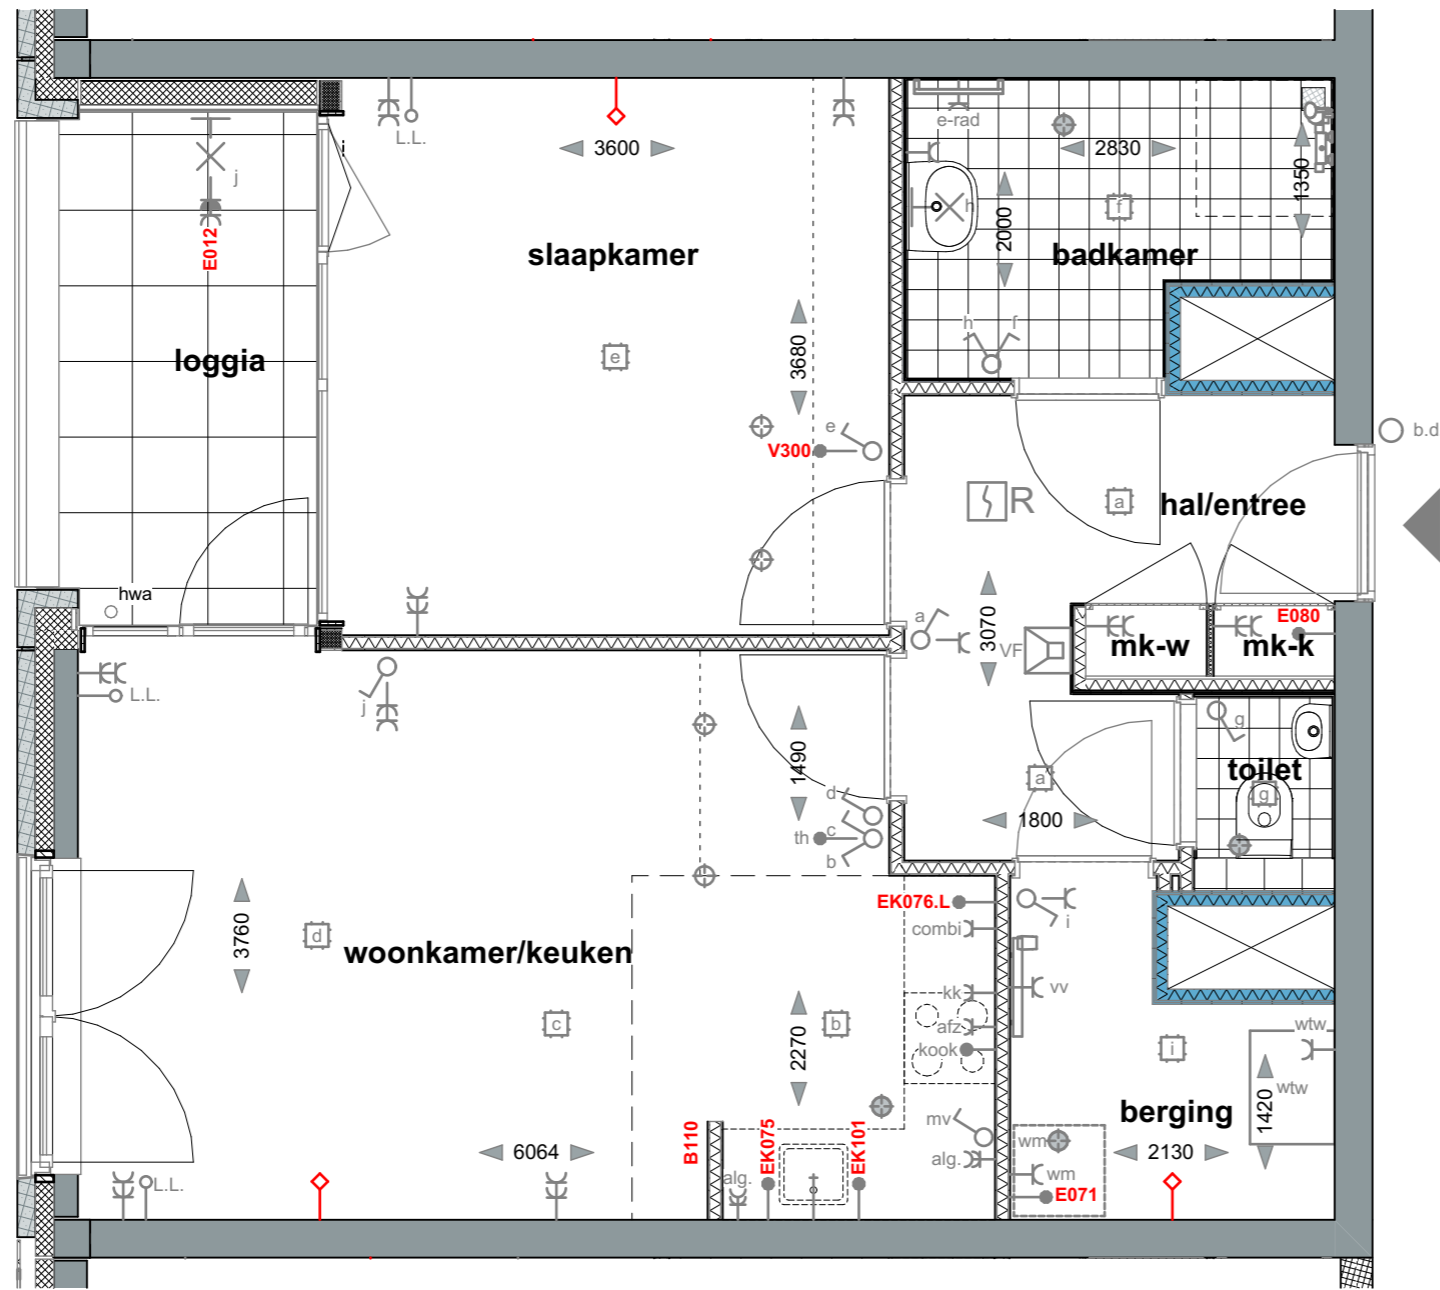 L.L.
3600
e-rad
2830
1350
j
i
h
f
2000
E012
slaapkamer
badkamer
loggia
h
f
e
3680
e
V300
b.d
R
a
hal/entree
hwa
a
3070
VF
E080
mk-w
mk-k
L.L.
j
g
1490
toilet
a
g
d
th
c
b
1800
EK076.L
combi
i
d
3760
woonkamer/keuken
kk
vv
c
b
afz
kook
2270
i
wtw
wtw
berging
1420
mv
B110
EK075
EK101
wm
6064
alg.
2130
alg.
wm
L.L.
E071